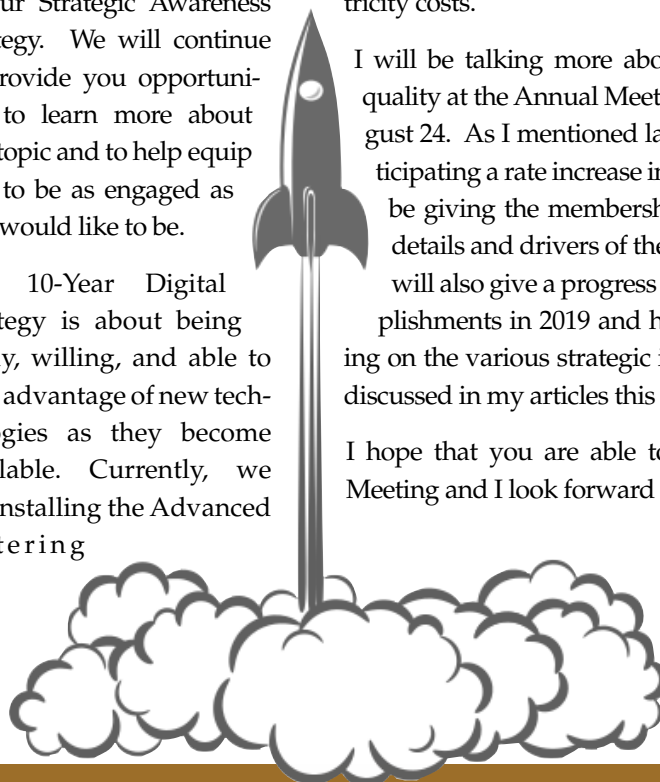 ur Strategic Awareness
tegy. We will continue
rovide you opportuni-
to learn more about
topic and to help equip
to be as engaged as
would like to be.
10-Year Digital
tegy is about being
y, willing, and able to
advantage of new tech-
ogies as they become
lable. Currently, we
nstalling the Advanced
tering
tricity costs.
I will be talking more abo
quality at the Annual Meet
gust 24. As I mentioned la
ticipating a rate increase in
be giving the membersh
details and drivers of the
will also give a progress
plishments in 2019 and h
ing on the various strategic i
discussed in my articles this
I hope that you are able to
Meeting and I look forward